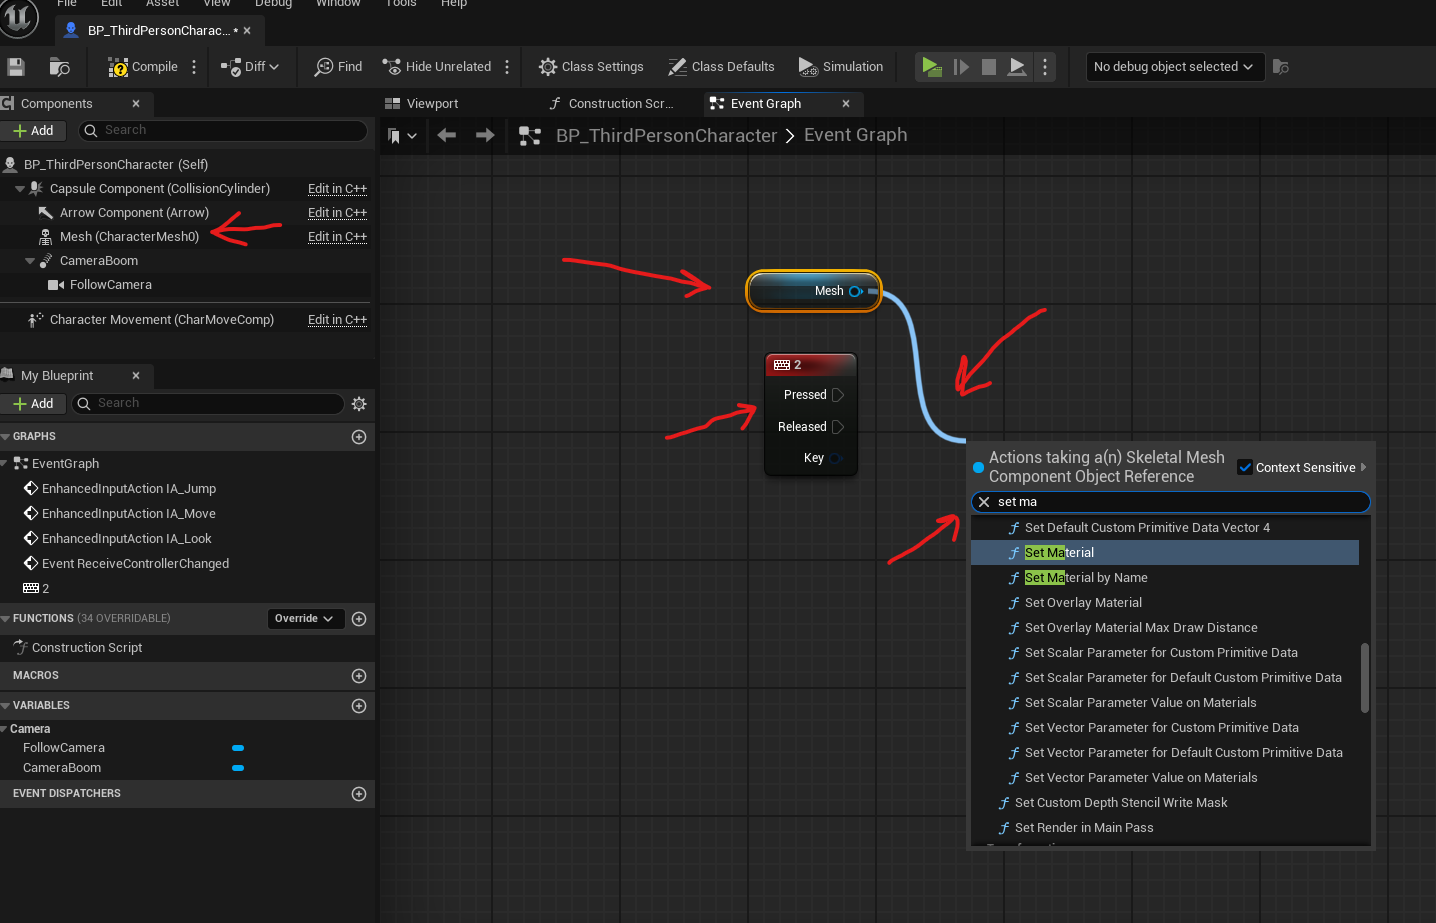 File Edit Asset View Debug Window Tools Help
BP_ThirdPersonCharac... •
Compile Diff Find Hide Unrelated Class Settings Class Defaults Simulation No debug object selected
Components
Add Search
BP_ThirdPersonCharacter (Self)
Capsule Component (CollisionCylinder) Edit in C++
Arrow Component (Arrow) Edit in C++
Mesh (CharacterMesh0) Edit in C++
CameraBoom
FollowCamera
Character Movement (CharMoveComp) Edit in C++
My Blueprint
Add Search
GRAPHS
EventGraph
EnhancedInputAction IA_Jump
EnhancedInputAction IA_Move
EnhancedInputAction IA_Look
Event ReceiveControllerChanged
2
FUNCTIONS (34 OVERRIDABLE) Override
Construction Script
MACROS
VARIABLES
Camera
FollowCamera
CameraBoom
EVENT DISPATCHERS
Viewport Construction Scr... Event Graph
BP_ThirdPersonCharacter > Event Graph
Mesh
2
Pressed
Released
Key
Actions taking a(n) Skeletal Mesh
Component Object Reference
Context Sensitive
set ma
Set Default Custom Primitive Data Vector 4
Set Material
Set Material by Name
Set Overlay Material
Set Overlay Material Max Draw Distance
Set Scalar Parameter for Custom Primitive Data
Set Scalar Parameter for Default Custom Primitive Data
Set Scalar Parameter Value on Materials
Set Vector Parameter for Custom Primitive Data
Set Vector Parameter for Default Custom Primitive Data
Set Vector Parameter Value on Materials
Set Custom Depth Stencil Write Mask
Set Render in Main Pass